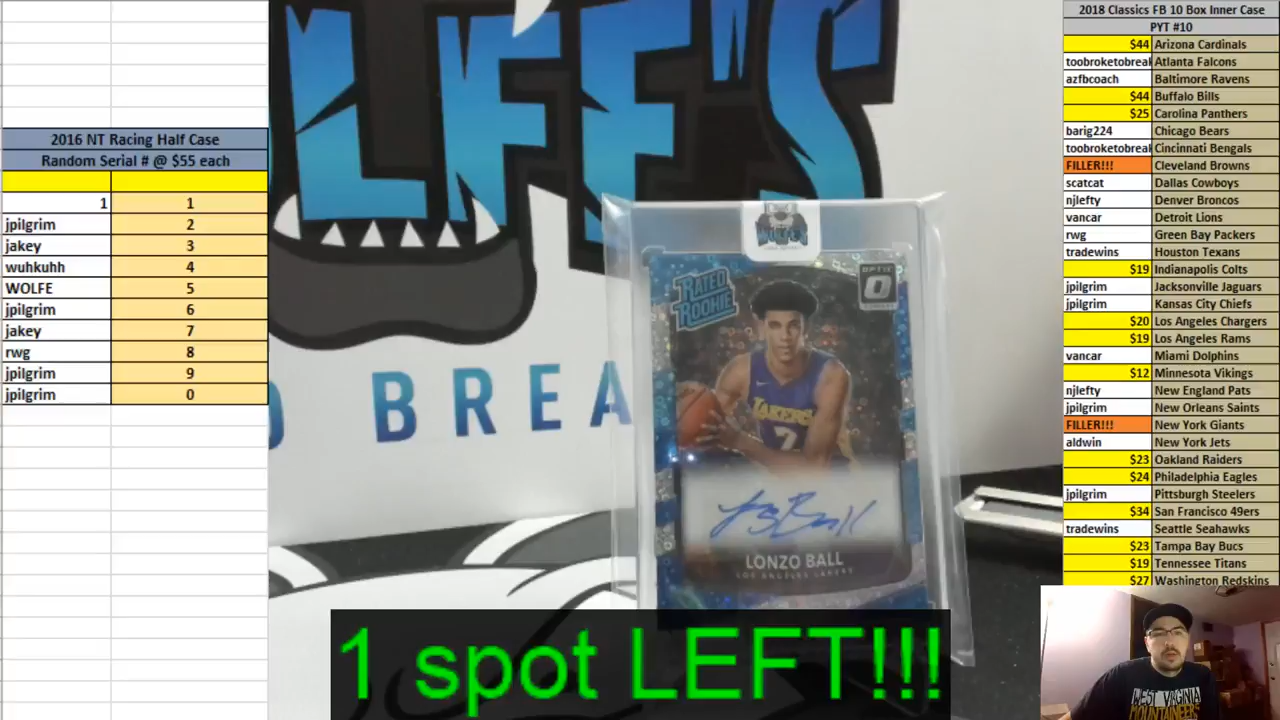 2016 NT Racing Half Case
Random Serial # @ $55 each
1 1
jpilgrim 2
jakey 3
wuhkuhh 4
WOLFE 5
jpilgrim 6
jakey 7
rwg 8
jpilgrim 9
jpilgrim 0
LFE'S
BREA
WOLFE'S
RATED ROOKIE
OPTIC
LAKERS
2
LONZO BALL
LOS ANGELES LAKERS
1 spot LEFT!!!
2018 Classics FB 10 Box Inner Case
PYT #10
$44 Arizona Cardinals
toobroketobreak Atlanta Falcons
azfbcoach Baltimore Ravens
$44 Buffalo Bills
$25 Carolina Panthers
barig224 Chicago Bears
toobroketobreak Cincinnati Bengals
FILLER!!! Cleveland Browns
scatcat Dallas Cowboys
njlefty Denver Broncos
vancar Detroit Lions
rwg Green Bay Packers
tradewins Houston Texans
$19 Indianapolis Colts
jpilgrim Jacksonville Jaguars
jpilgrim Kansas City Chiefs
$20 Los Angeles Chargers
$19 Los Angeles Rams
vancar Miami Dolphins
$12 Minnesota Vikings
njlefty New England Pats
jpilgrim New Orleans Saints
FILLER!!! New York Giants
aldwin New York Jets
$23 Oakland Raiders
$24 Philadelphia Eagles
jpilgrim Pittsburgh Steelers
$34 San Francisco 49ers
tradewins Seattle Seahawks
$23 Tampa Bay Bucs
$19 Tennessee Titans
$27 Washington Redskins
WEST VIRGINIA
MOUNTAINEERS